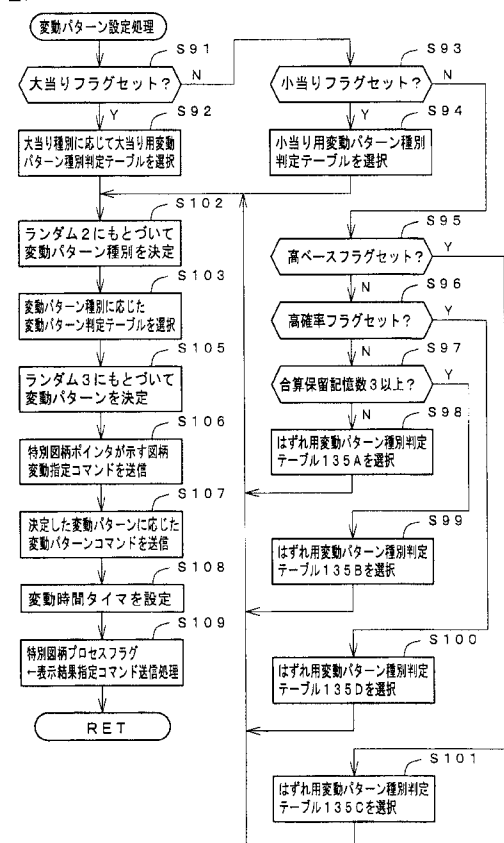 変動パターン設定処理
S91
大当りフラグセット?
N
Y
S92
大当り種別に応じて大当り用変動
パターン種別判定テーブルを選択
S93
小当りフラグセット?
N
Y
S94
小当り用変動パターン種別
判定テーブルを選択
S102
ランダム2にもとづいて
変動パターン種別を決定
S103
変動パターン種別に応じた
変動パターン判定テーブルを選択
S105
ランダム3にもとづいて
変動パターンを決定
S106
特別図柄ポインタが示す図柄
変動指定コマンドを送信
S107
決定した変動パターンに応じた
変動パターンコマンドを送信
S108
変動時間タイマを設定
S109
特別図柄プロセスフラグ
←表示結果指定コマンド送信処理
RET
S95
高ベースフラグセット?
Y
N
S96
高確率フラグセット?
Y
N
S97
合算保留記憶数3以上?
Y
N
S98
はずれ用変動パターン種別判定
テーブル135Aを選択
S99
はずれ用変動パターン種別判定
テーブル135Bを選択
S100
はずれ用変動パターン種別判定
テーブル135Dを選択
S101
はずれ用変動パターン種別判定
テーブル135Cを選択